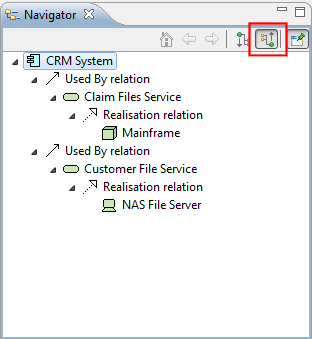 Navigator
CRM System
Used By relation
Claim Files Service
Realisation relation
Mainframe
Used By relation
Customer File Service
Realisation relation
NAS File Server